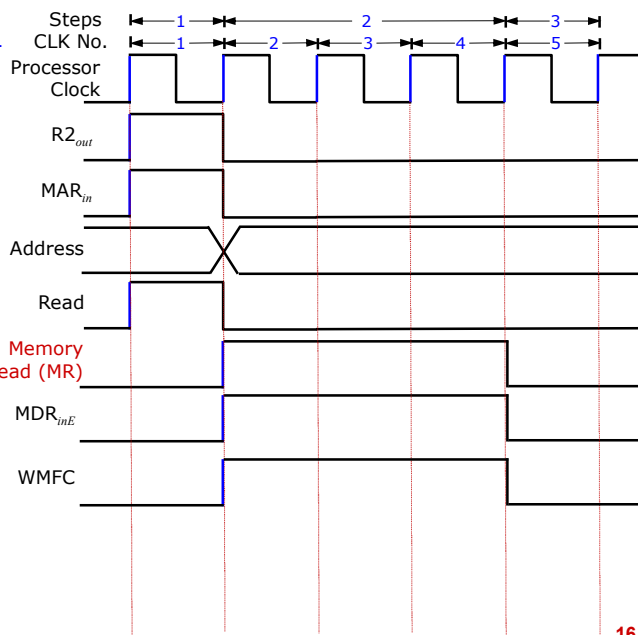 Steps 1 2 3
CLK No. 1 2 3 4 5
Processor
Clock
R2out
MARin
Address
Read
Memory
ead (MR)
MDRinE
WMFC
16